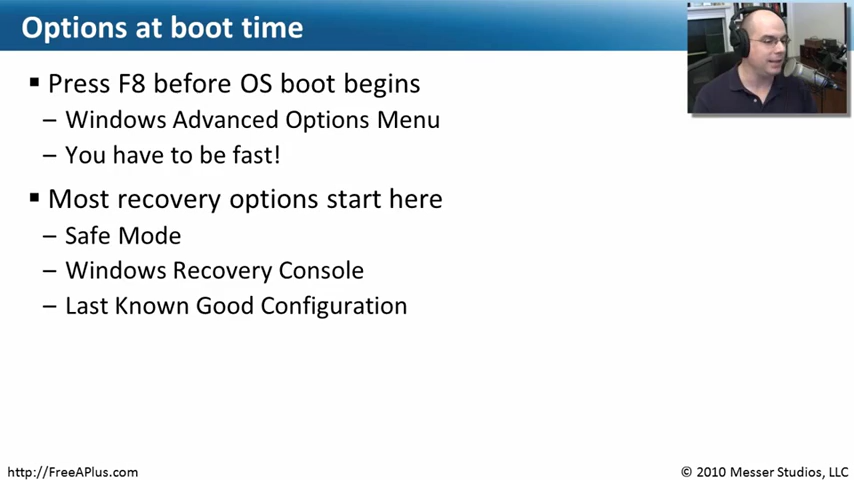 Options at boot time
▪ Press F8 before OS boot begins
– Windows Advanced Options Menu
– You have to be fast!
▪ Most recovery options start here
– Safe Mode
– Windows Recovery Console
– Last Known Good Configuration
http://FreeAPlus.com
© 2010 Messer Studios, LLC